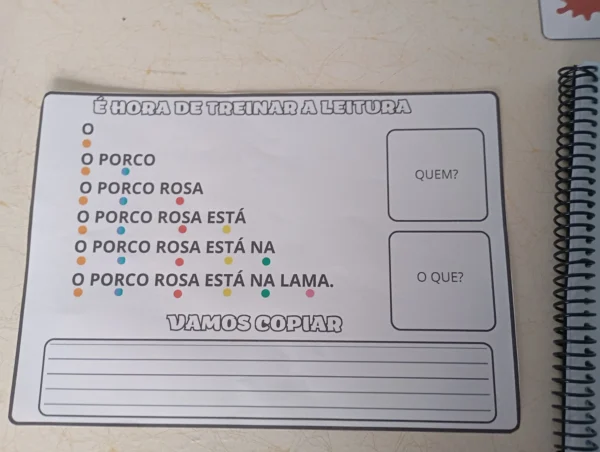 É HORA DE TREINAR A LEITURA
O
O PORCO
O PORCO ROSA
O PORCO ROSA ESTÁ
O PORCO ROSA ESTÁ NA
O PORCO ROSA ESTÁ NA LAMA.
QUEM?
O QUE?
VAMOS COPIAR